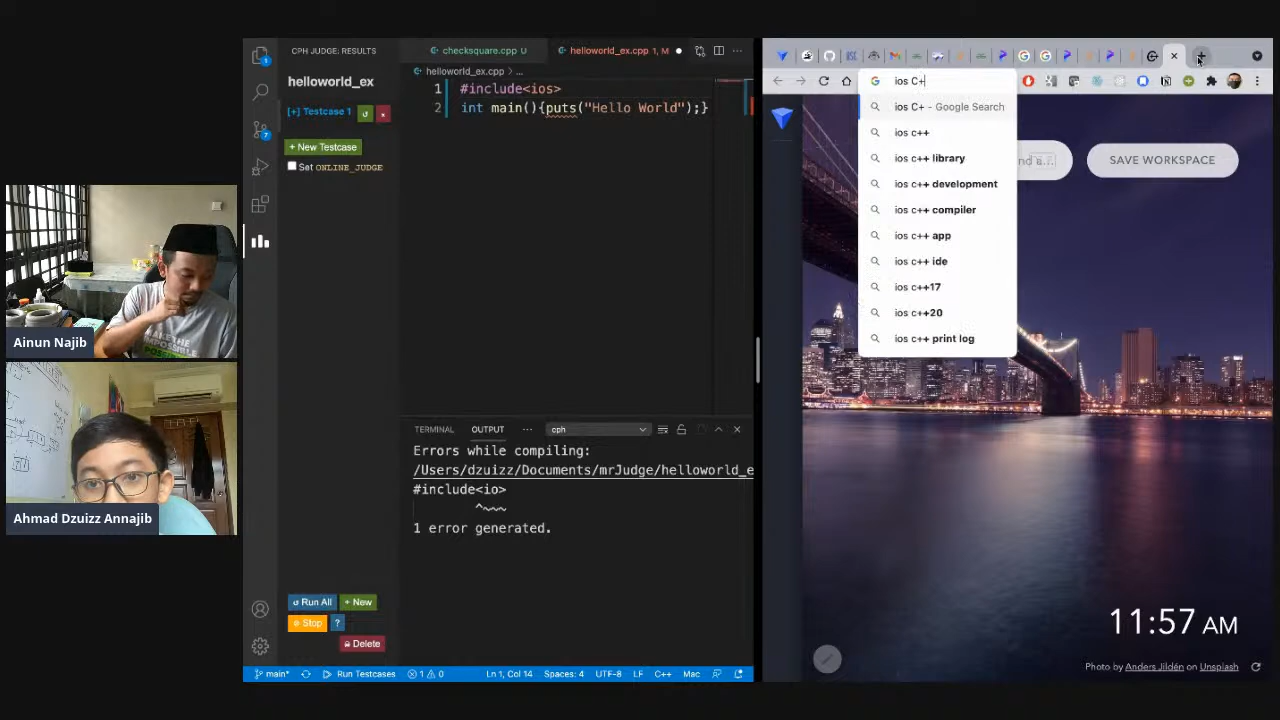 Ainun Najib
Ahmad Dzuizz Annajib
1
7
CPH JUDGE: RESULTS
helloworld_ex
[+] Testcase 1
+ New Testcase
Set ONLINE_JUDGE
Run All
+ New
Stop
?
Delete
checksquare.cpp U
helloworld_ex.cpp 1, M
helloworld_ex.cpp > ...
1 #include<ios>
2 int main(){puts("Hello World");}
TERMINAL
OUTPUT
cph
Errors while compiling:
/Users/dzuizz/Documents/mrJudge/helloworld_e
#include<io>
^~~~
1 error generated.
main*
Run Testcases
1
0
Ln 1, Col 14
Spaces: 4
UTF-8
LF
C++
Mac
ios C+
ios C+ - Google Search
ios c++
ios c++ library
ios c++ development
ios c++ compiler
ios c++ app
ios c++ ide
ios c++17
ios c++20
ios c++ print log
nd a...
SAVE WORKSPACE
11:57 AM
Photo by Anders Jildén on Unsplash